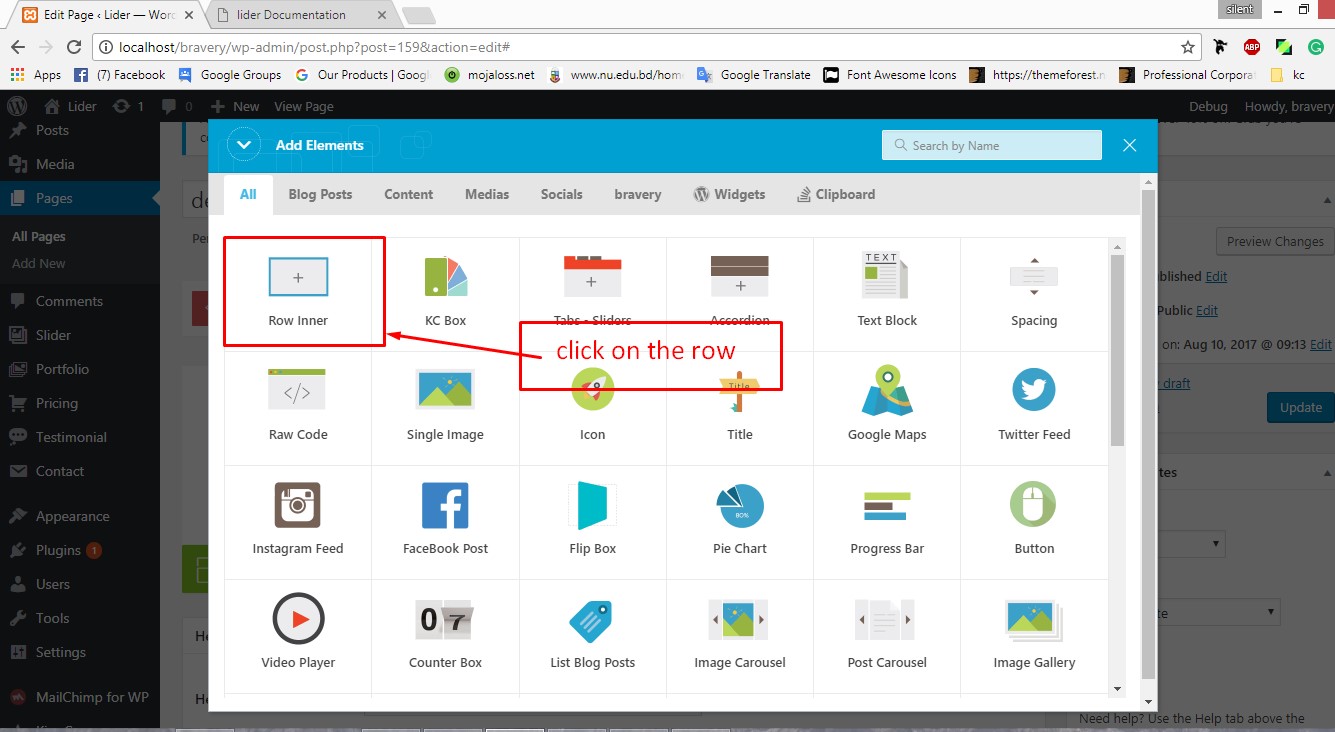 silent
Edit Page ‹ Lider — Wor
lider Documentation
localhost/bravery/wp-admin/post.php?post=159&action=edit#
ABP
Apps (7) Facebook Google Groups Our Products | Googl mojaloss.net www.nu.edu.bd/hom Google Translate Font Awesome Icons https://themeforest.n Professional Corpora kc
Lider 1 0 New View Page Debug Howdy, bravery
Posts
Media
Pages
All Pages
Add New
Comments
Slider
Portfolio
Pricing
Testimonial
Contact
Appearance
Plugins 1
Users
Tools
Settings
MailChimp for WP
Add Elements
Search by Name
All Blog Posts Content Medias Socials bravery Widgets Clipboard
TEXT
Row Inner KC Box Tabs - Sliders Accordion Text Block Spacing
click on the row
Title
Raw Code Single Image Icon Title Google Maps Twitter Feed
80%
Instagram Feed FaceBook Post Flip Box Pie Chart Progress Bar Button
07
Video Player Counter Box List Blog Posts Image Carousel Post Carousel Image Gallery
Preview Changes
blished Edit
Public Edit
on: Aug 10, 2017 @ 09:13 Edit
draft
Update
tes
te
Need help? Use the Help tab above the